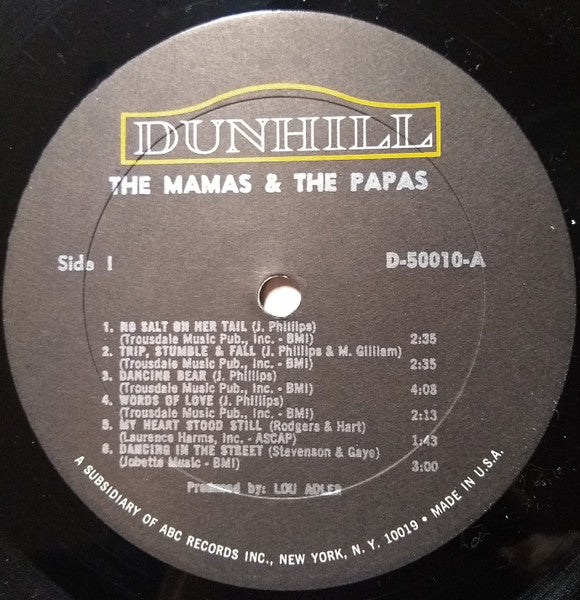 DUNHILL
THE MAMAS & THE PAPAS
Side 1 D-50010-A
1. NO SALT ON HER TAIL (J. Phillips)
(Trousdale Music Pub., Inc. - BMI) 2:35
2. TRIP, STUMBLE & FALL (J. Phillips & M. Gilliam)
(Trousdale Music Pub., Inc. - BMI) 2:35
3. DANCING BEAR (J. Phillips)
(Trousdale Music Pub., Inc. - BMI) 4:08
4. WORDS OF LOVE (J. Phillips)
(Trousdale Music Pub., Inc. - BMI) 2:13
5. MY HEART STOOD STILL (Rodgers & Hart)
(Laurence Harms, Inc. - ASCAP) 1:43
6. DANCING IN THE STREET (Stevenson & Gaye)
(Jobette Music - BMI) 3:00
Produced by: LOU ADLER
A SUBSIDIARY OF ABC RECORDS INC., NEW YORK, N. Y. 10019 • MADE IN U.S.A.